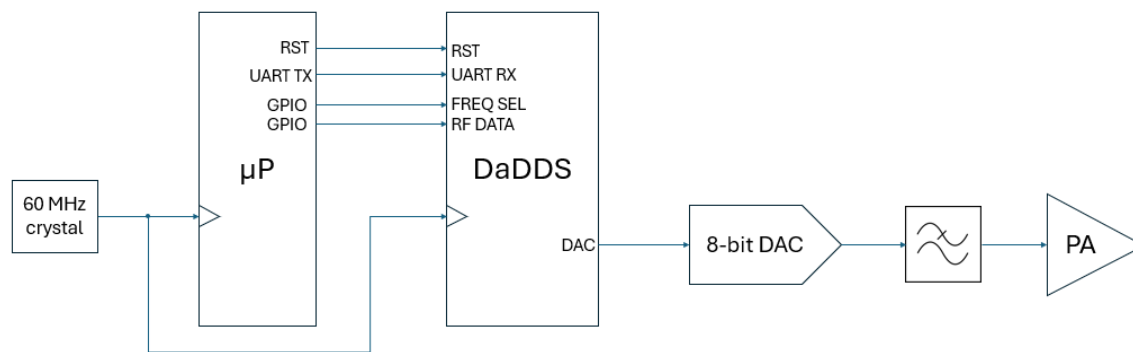 RST
UART TX
GPIO
GPIO
µP
60 MHz
crystal
RST
UART RX
FREQ SEL
RF DATA
DaDDS
DAC
8-bit DAC
PA